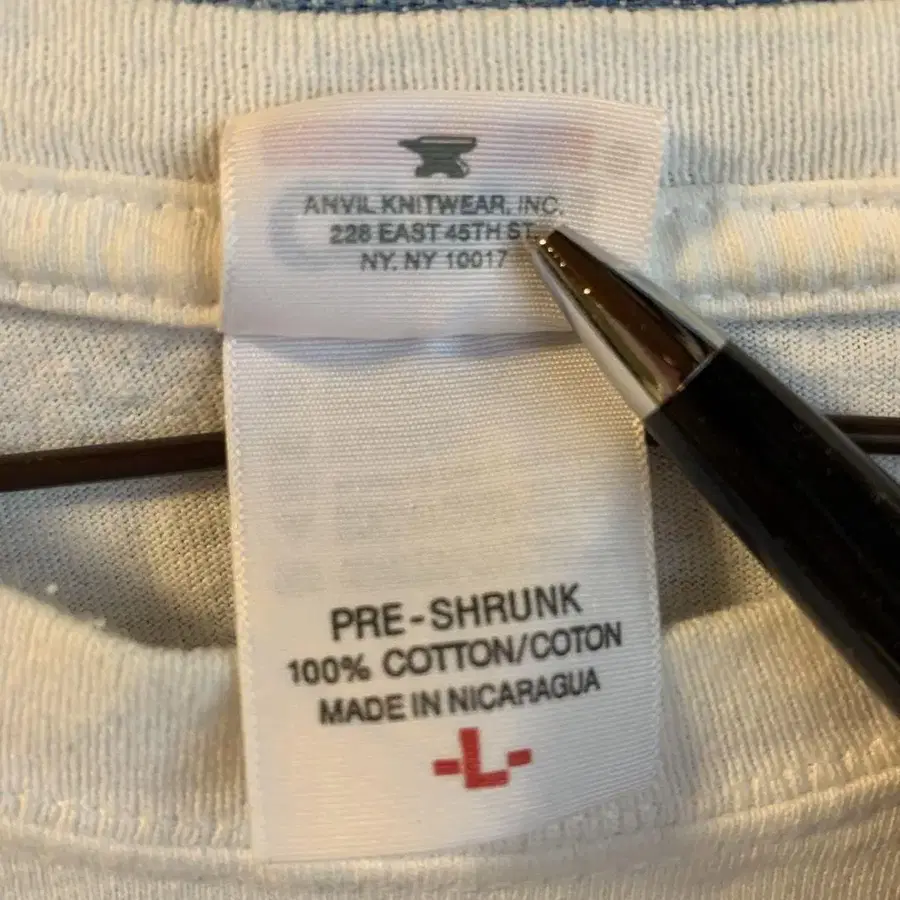 ANVIL KNITWEAR, INC.
228 EAST 45TH ST.
NY, NY 10017
PRE-SHRUNK
100% COTTON/COTON
MADE IN NICARAGUA
-L-